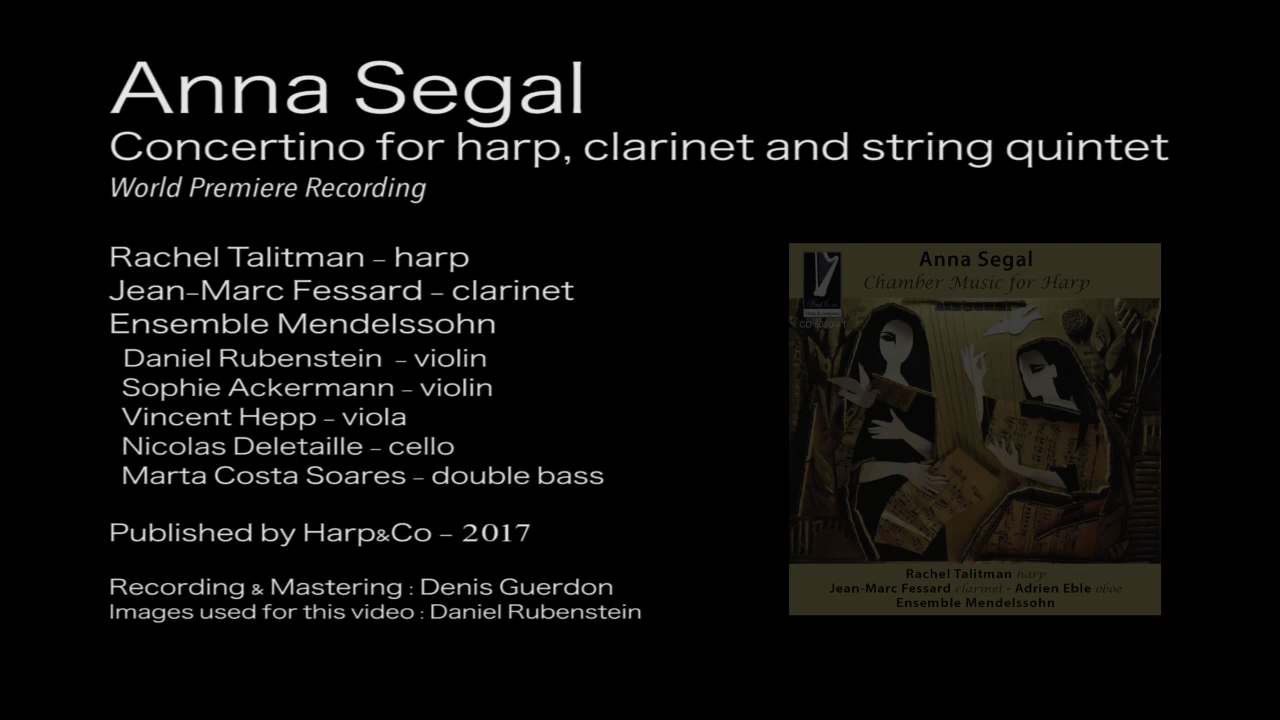 Anna Segal
Concertino for harp, clarinet and string quintet
World Premiere Recording
Rachel Talitman – harp
Jean-Marc Fessard – clarinet
Ensemble Mendelssohn
Daniel Rubenstein – violin
Sophie Ackermann – violin
Vincent Hepp – viola
Nicolas Deletaille – cello
Marta Costa Soares – double bass
Published by Harp&Co – 2017
Recording & Mastering : Denis Guerdon
Images used for this video : Daniel Rubenstein
Anna Segal
Chamber Music for Harp
Rachel Talitman harp
Jean-Marc Fessard clarinet - Adrien Eble oboe
Ensemble Mendelssohn